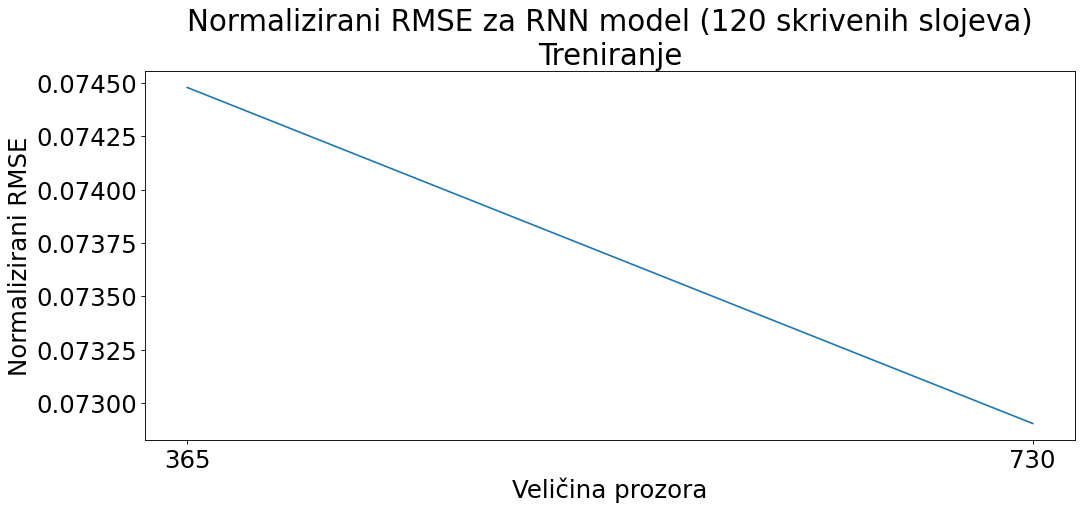 Normalizirani RMSE za RNN model (120 skrivenih slojeva)
Treniranje
Normalizirani RMSE
0.07450
0.07425
0.07400
0.07375
0.07350
0.07325
0.07300
365
730
Veličina prozora